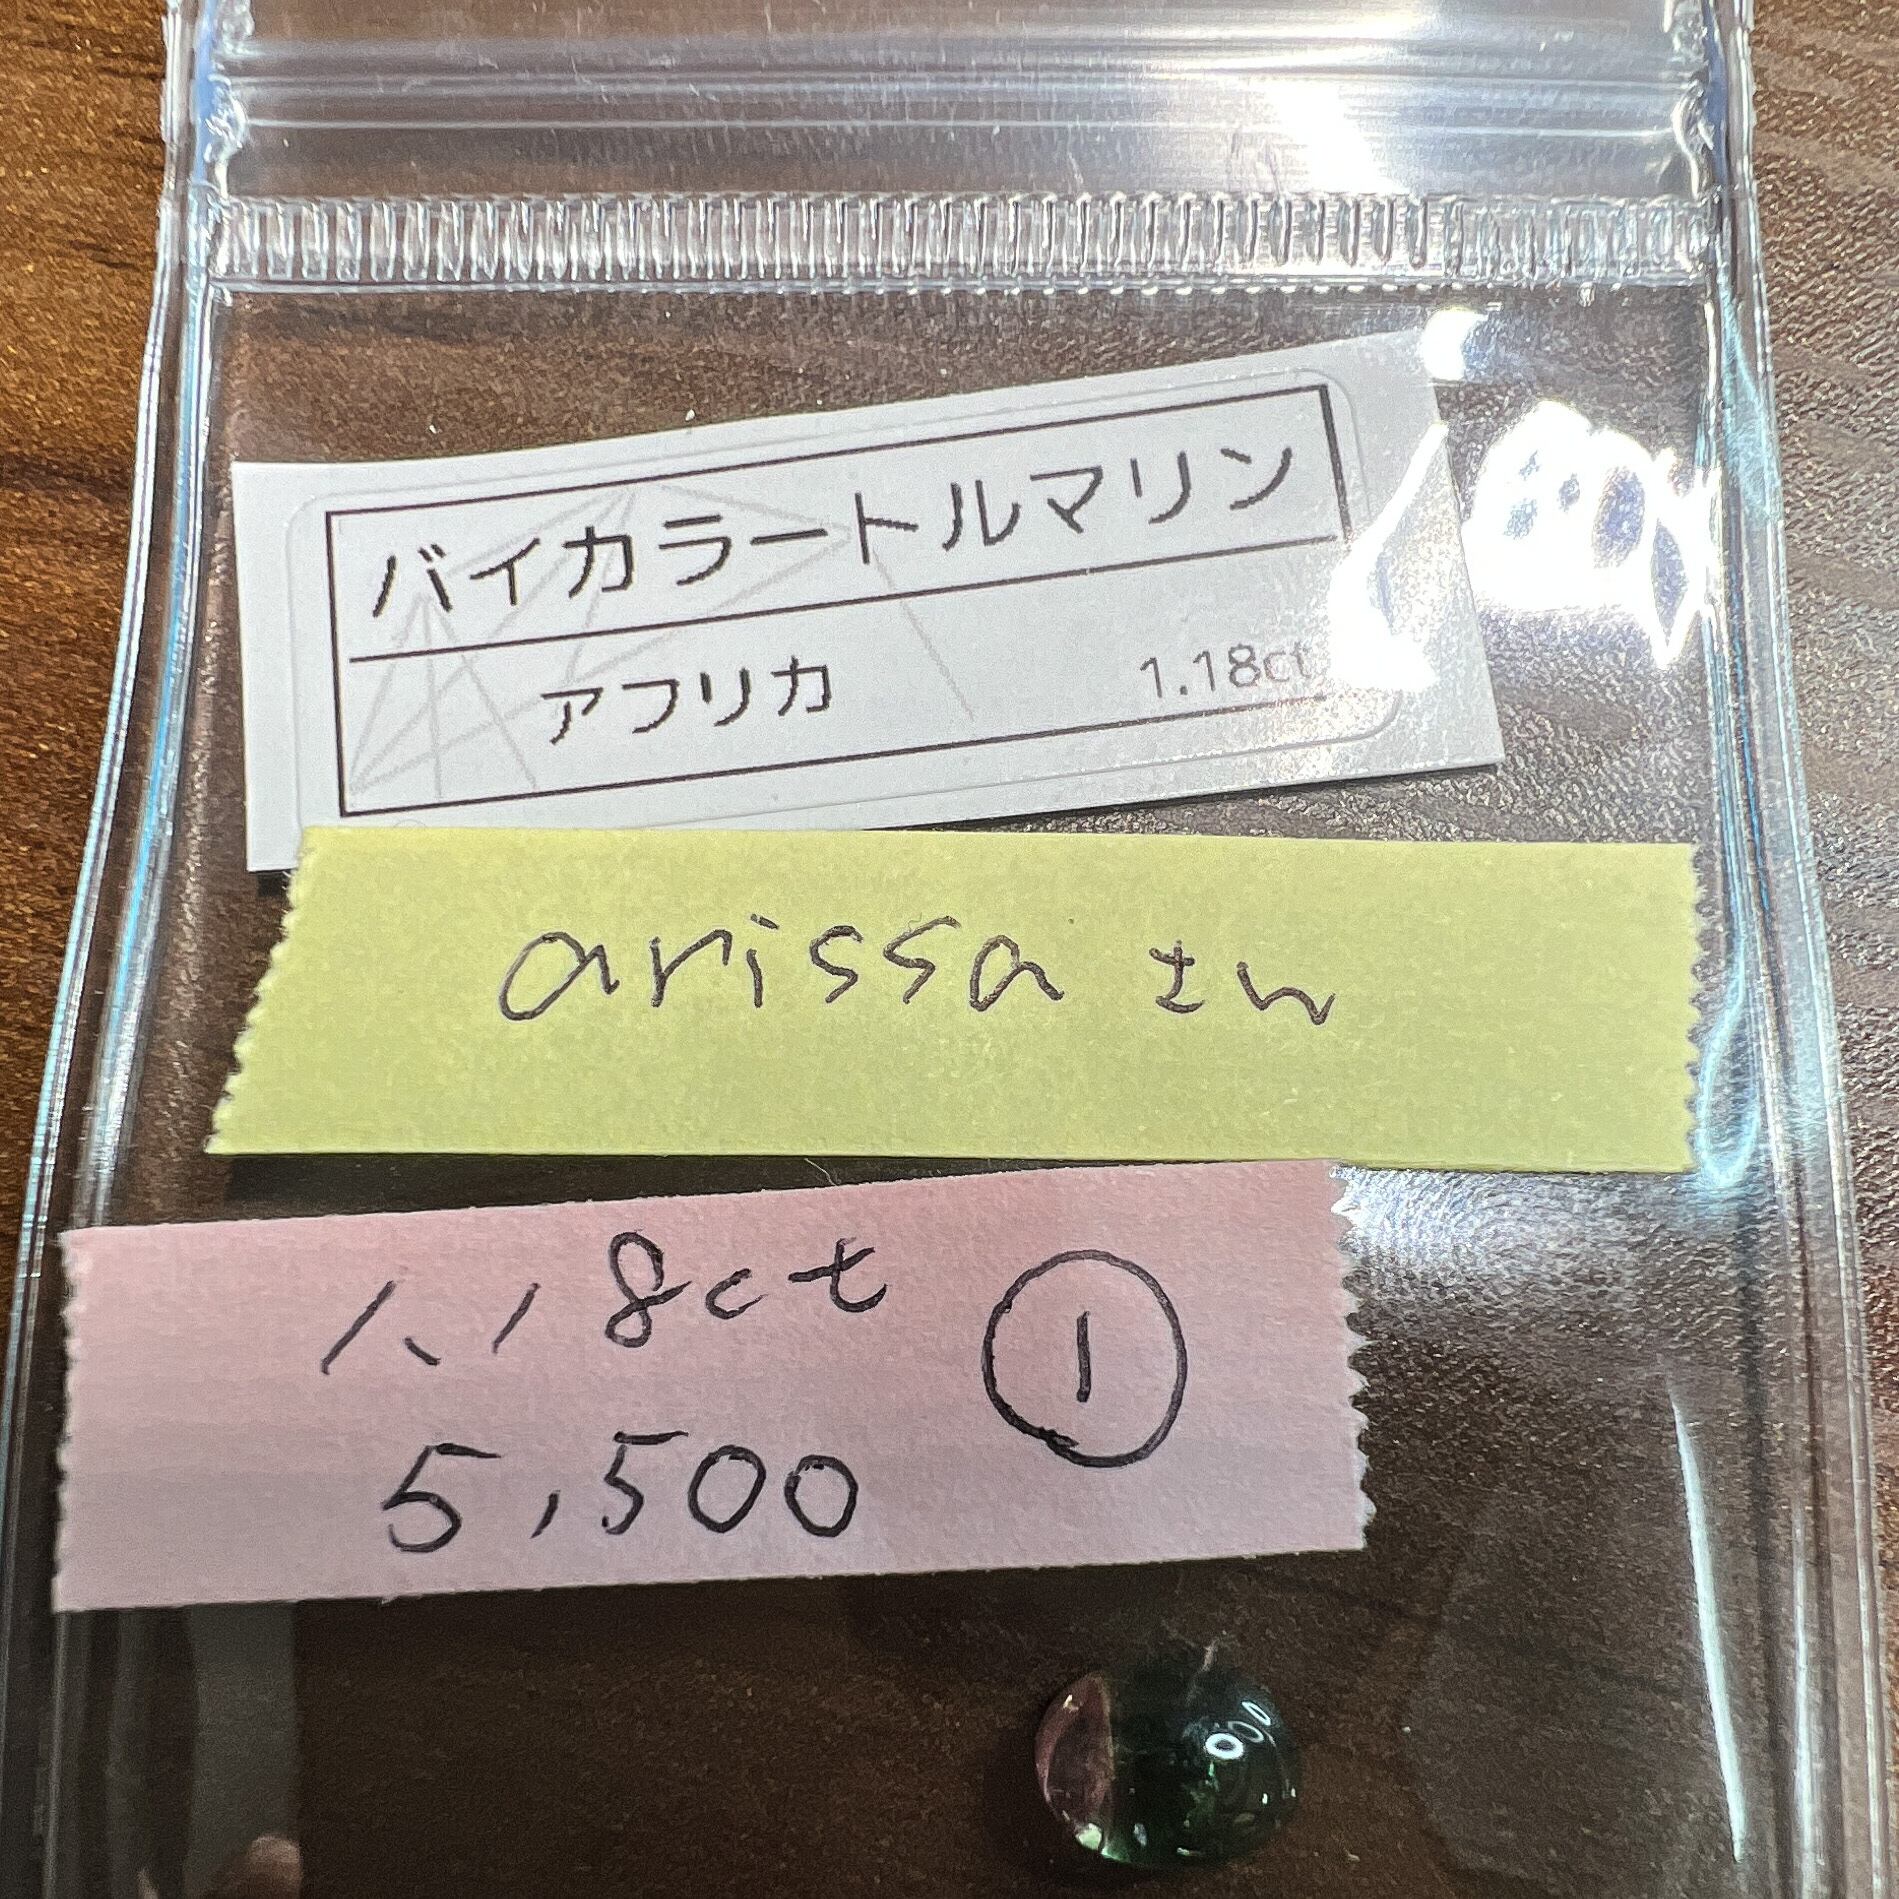 バイカラートルマリン
アフリカ 1.18ct
arissa さん
1.18ct ①
5,500